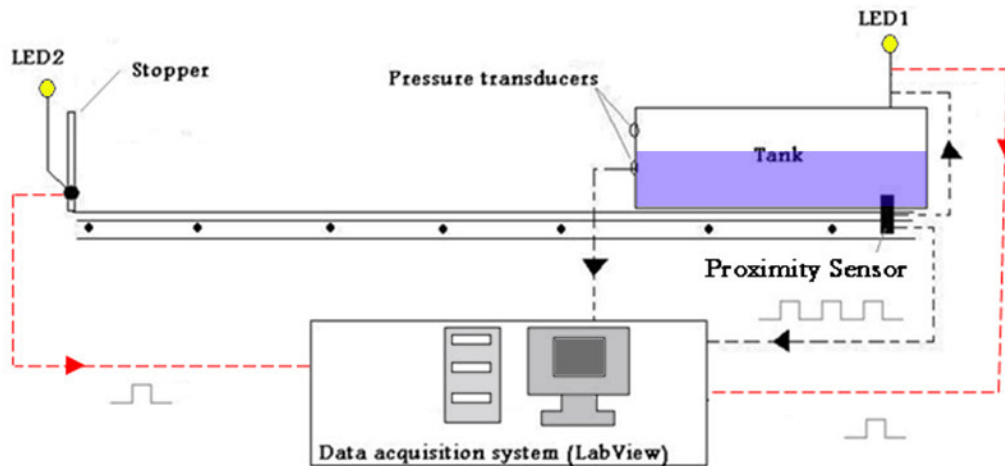 LED1
LED2
Stopper
Pressure transducers
Tank
Proximity Sensor
Data acquisition system (LabView)